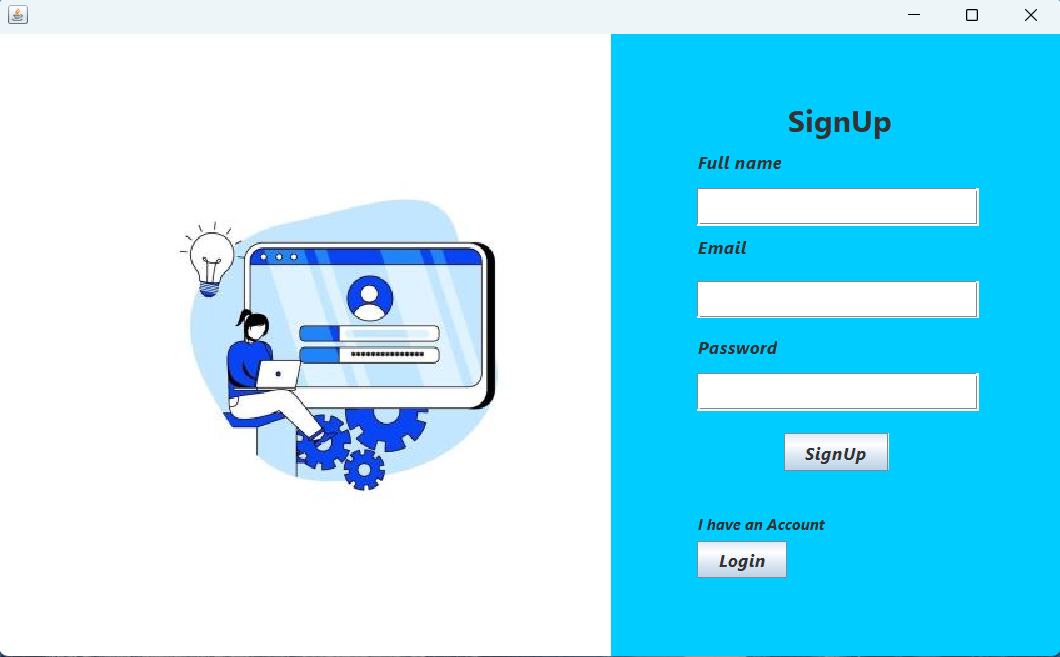 SignUp
Full name
Email
Password
SignUp
I have an Account
Login